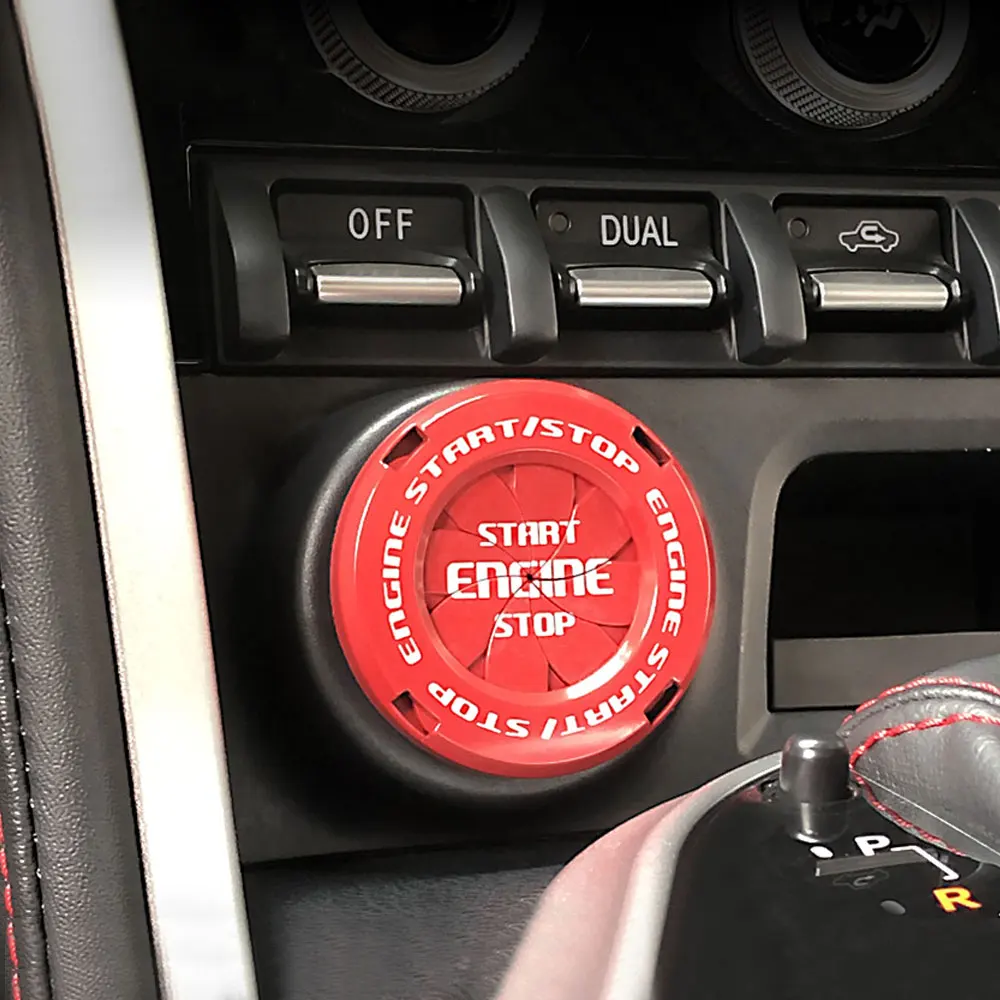 OFF
DUAL
ENGINE START/STOP
ENGINE START/STOP
START
ENGINE
STOP
P
R